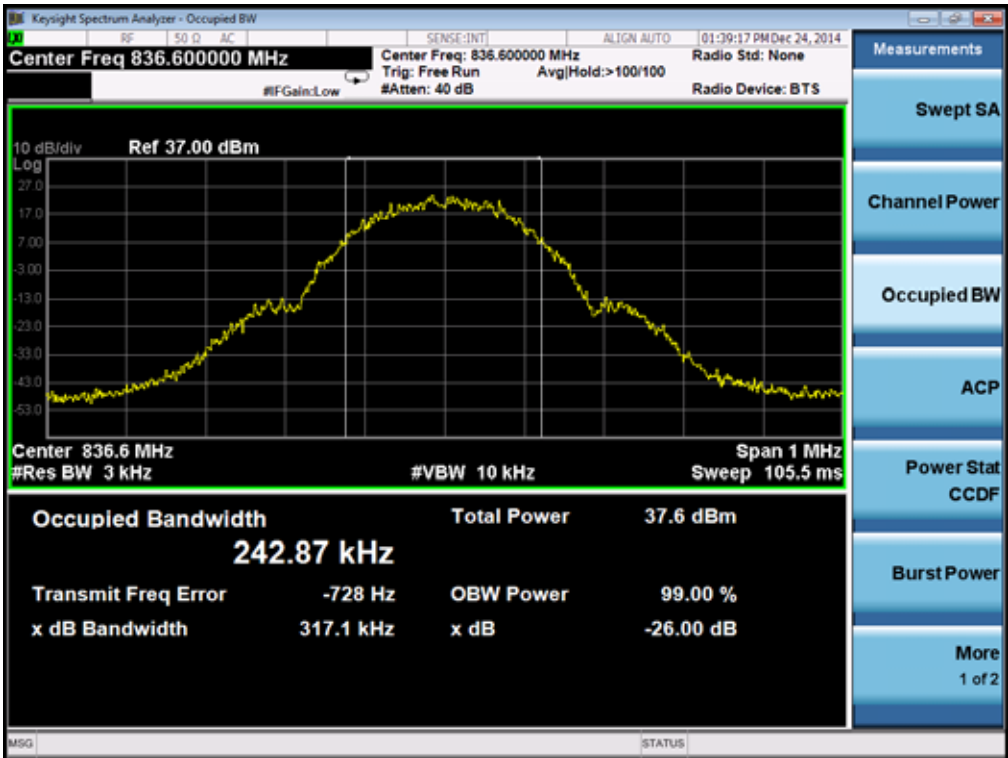 Keysight Spectrum Analyzer - Occupied BW
RF 50 Ω AC SENSE:INT ALIGN AUTO 01:39:17 PM Dec 24, 2014
Center Freq 836.600000 MHz
Center Freq: 836.600000 MHz
Radio Std: None
Trig: Free Run
Avg|Hold:>100/100
#IFGain:Low
#Atten: 40 dB
Radio Device: BTS
10 dB/div
Ref 37.00 dBm
Log
27.0
17.0
7.00
-3.00
-13.0
-23.0
-33.0
-43.0
-53.0
Center 836.6 MHz
Span 1 MHz
#Res BW 3 kHz
#VBW 10 kHz
Sweep 105.5 ms
Occupied Bandwidth
Total Power 37.6 dBm
242.87 kHz
Transmit Freq Error -728 Hz
OBW Power 99.00 %
x dB Bandwidth 317.1 kHz
x dB -26.00 dB
Measurements
Swept SA
Channel Power
Occupied BW
ACP
Power Stat
CCDF
Burst Power
More
1 of 2
MSG
STATUS